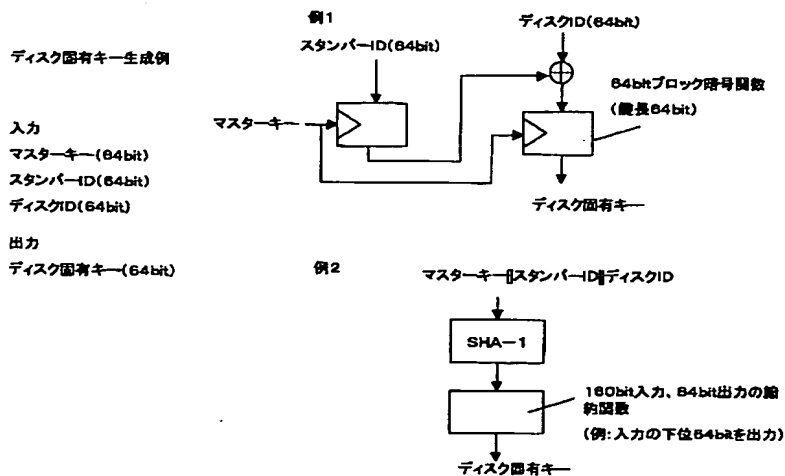 ディスク固有キー生成例
入力
マスターキー(64bit)
スタンパーID(64bit)
ディスクID(64bit)
出力
ディスク固有キー(64bit)
例1
スタンパーID(64bit)
ディスクID(64bit)
マスターキー
64bitブロック暗号関数
(鍵長64bit)
ディスク固有キー
例2
マスターキー||スタンパーID||ディスクID
SHA-1
160bit入力、64bit出力の縮
約関数
(例:入力の下位64bitを出力)
ディスク固有キー